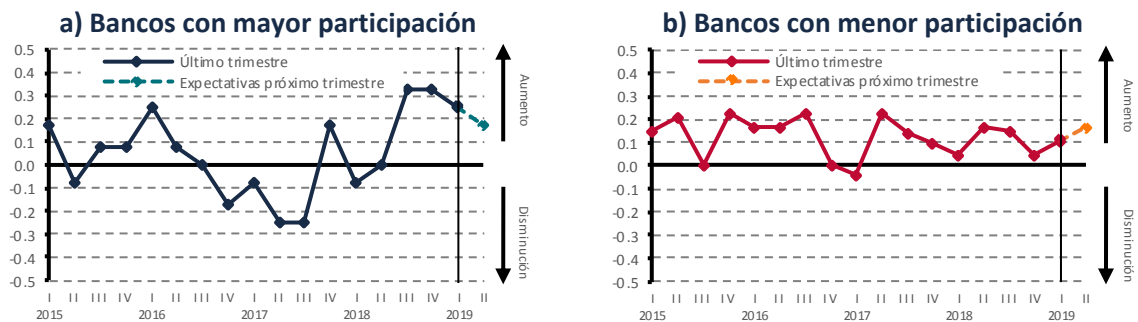 a) Bancos con mayor participación
0.5
0.4
0.3
0.2
0.1
0.0
-0.1
-0.2
-0.3
-0.4
-0.5
Último trimestre
Expectativas próximo trimestre
Aumento
Disminución
I II III IV I II III IV I II III IV I II III IV I II
2015 2016 2017 2018 2019
b) Bancos con menor participación
0.5
0.4
0.3
0.2
0.1
0.0
-0.1
-0.2
-0.3
-0.4
-0.5
Último trimestre
Expectativas próximo trimestre
Aumento
Disminución
I II III IV I II III IV I II III IV I II III IV I II
2015 2016 2017 2018 2019